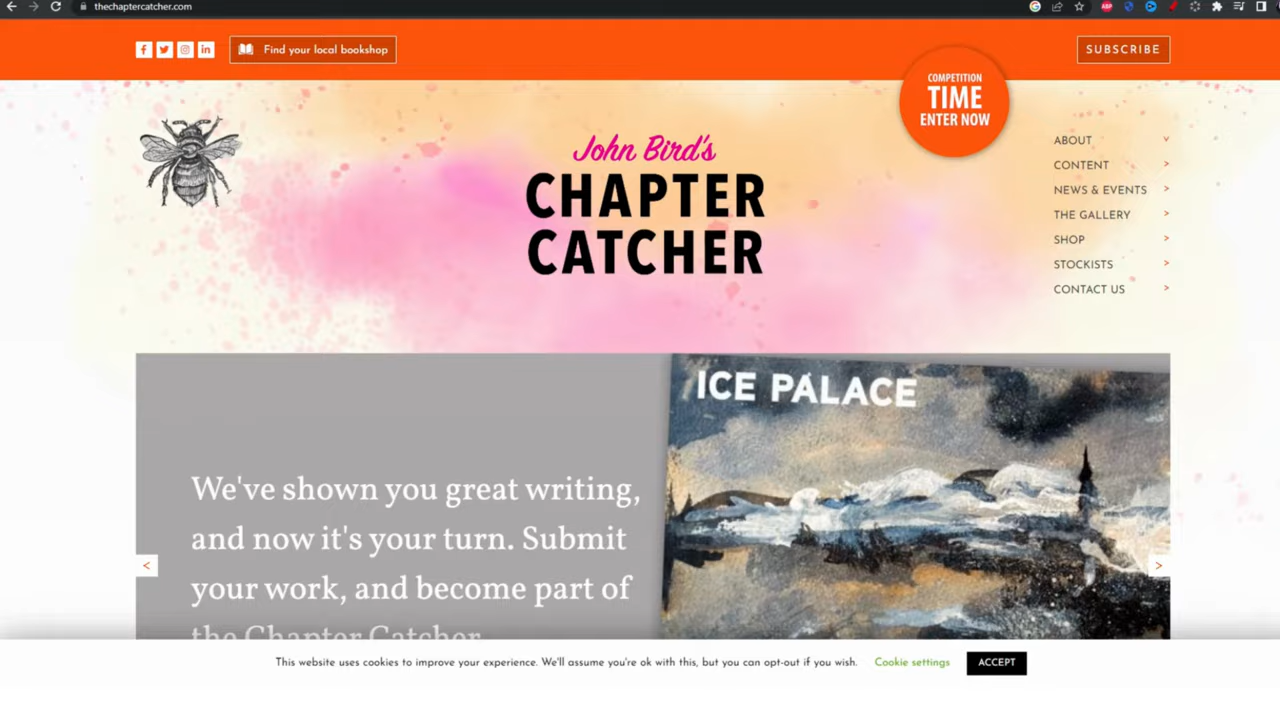 thechaptercatcher.com
Find your local bookshop
SUBSCRIBE
COMPETITION
TIME
ENTER NOW
John Bird's
CHAPTER
CATCHER
ABOUT
CONTENT
NEWS & EVENTS
THE GALLERY
SHOP
STOCKISTS
CONTACT US
ICE PALACE
We've shown you great writing,
and now it's your turn. Submit
your work, and become part of
the Chapter Catcher
This website uses cookies to improve your experience. We'll assume you're ok with this, but you can opt-out if you wish. Cookie settings ACCEPT